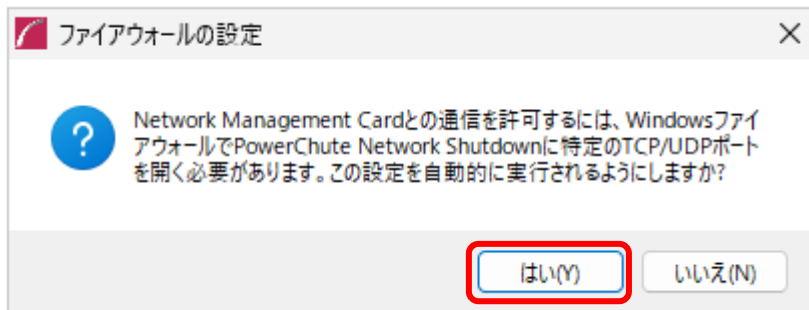 ファイアウォールの設定
Network Management Cardとの通信を許可するには、Windowsファイ
アウォールでPowerChute Network Shutdownに特定のTCP/UDPポート
を開く必要があります。この設定を自動的に実行されるようにしますか?
はい(Y)
いいえ(N)